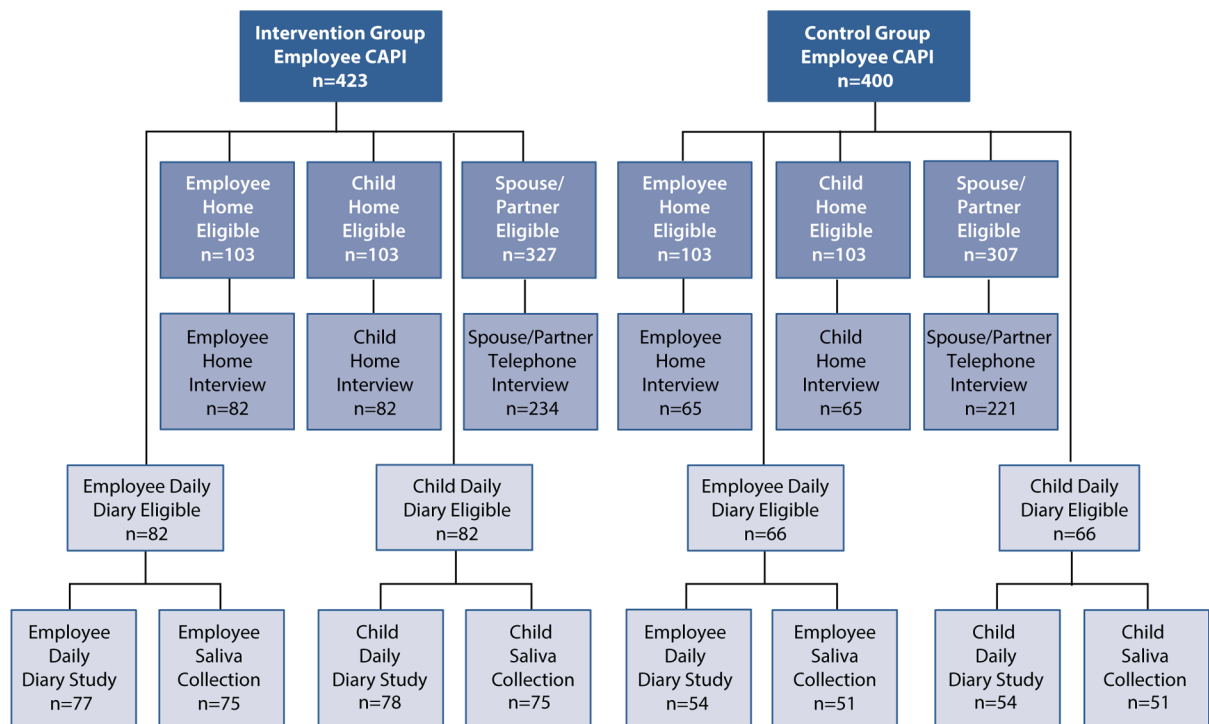 Intervention Group
Employee CAPI
n=423
Control Group
Employee CAPI
n=400
Employee
Home
Eligible
n=103
Child
Home
Eligible
n=103
Spouse/
Partner
Eligible
n=327
Employee
Home
Eligible
n=103
Child
Home
Eligible
n=103
Spouse/
Partner
Eligible
n=307
Employee
Home
Interview
n=82
Child
Home
Interview
n=82
Spouse/Partner
Telephone
Interview
n=234
Employee
Home
Interview
n=65
Child
Home
Interview
n=65
Spouse/Partner
Telephone
Interview
n=221
Employee Daily
Diary Eligible
n=82
Child Daily
Diary Eligible
n=82
Employee Daily
Diary Eligible
n=66
Child Daily
Diary Eligible
n=66
Employee
Daily
Diary Study
n=77
Employee
Saliva
Collection
n=75
Child
Daily
Diary Study
n=78
Child
Saliva
Collection
n=75
Employee
Daily
Diary Study
n=54
Employee
Saliva
Collection
n=51
Child
Daily
Diary Study
n=54
Child
Saliva
Collection
n=51